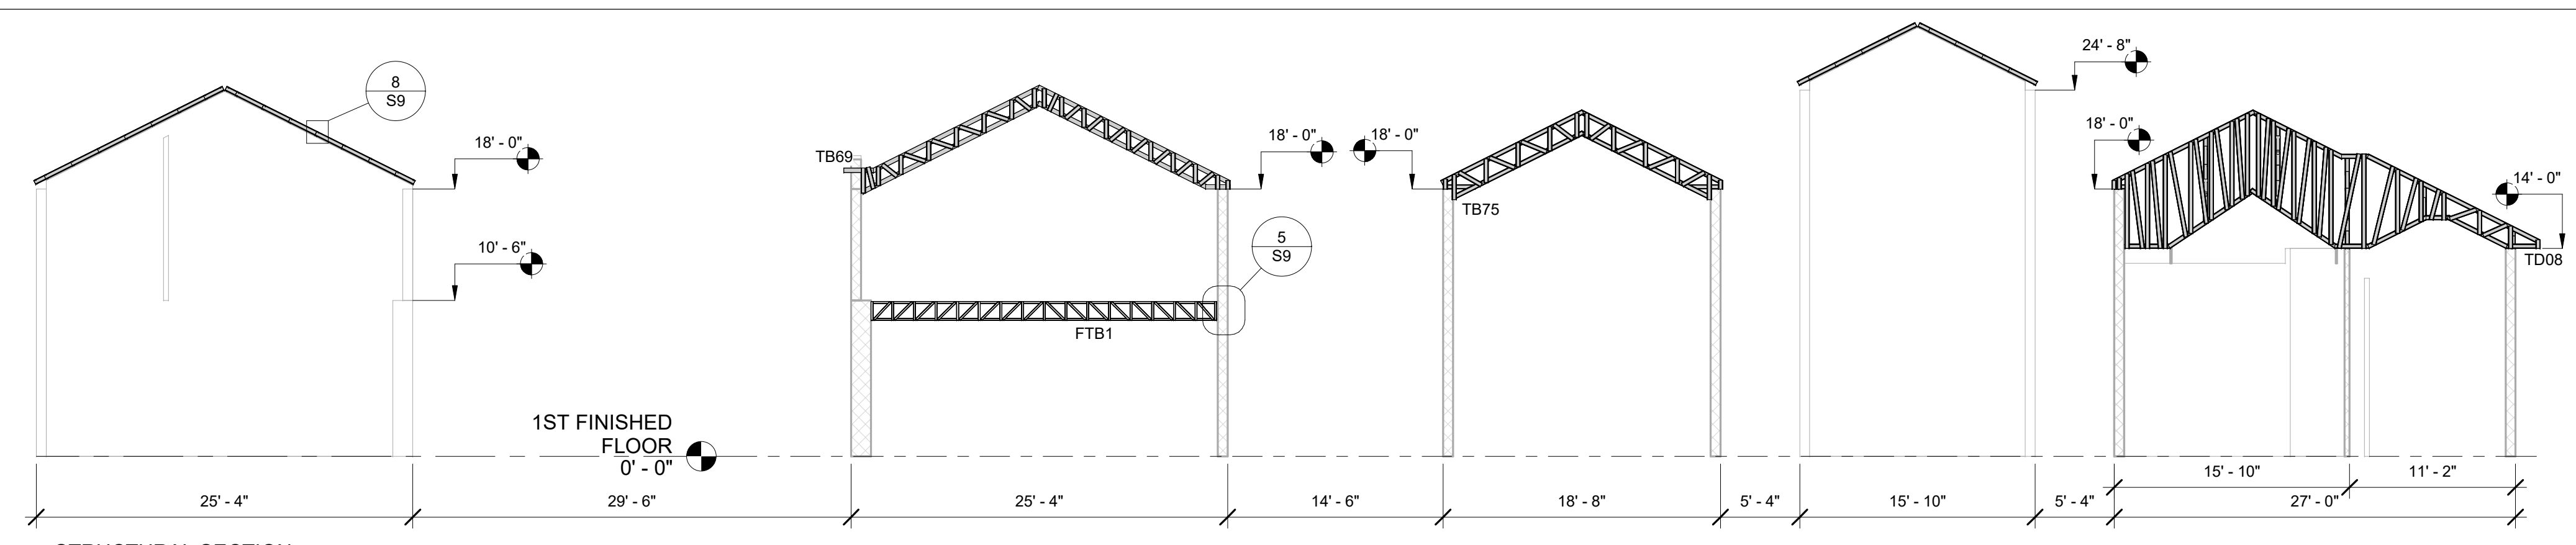 8
S9
18' - 0"
10' - 6"
1ST FINISHED
FLOOR
0' - 0"
TB69
FTB1
18' - 0"
5
S9
18' - 0"
TB75
24' - 8"
18' - 0"
14' - 0"
TD08
15' - 10"
11' - 2"
25' - 4"
29' - 6"
25' - 4"
14' - 6"
18' - 8"
5' - 4"
15' - 10"
5' - 4"
27' - 0"